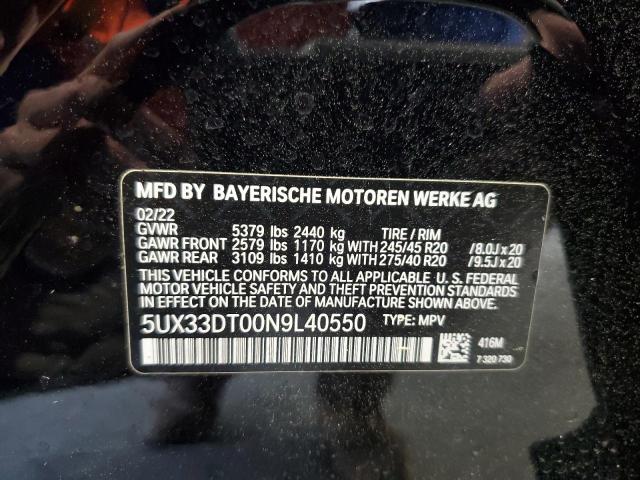 MFD BY BAYERISCHE MOTOREN WERKE AG
02/22
GVWR 5379 lbs 2440 kg TIRE / RIM
GAWR FRONT 2579 lbs 1170 kg WITH 245/45 R20 /8.0J x 20
GAWR REAR 3109 lbs 1410 kg WITH 275/40 R20 /9.5J x 20
THIS VEHICLE CONFORMS TO ALL APPLICABLE U. S. FEDERAL
MOTOR VEHICLE SAFETY AND THEFT PREVENTION STANDARDS
IN EFFECT ON THE DATE OF MANUFACTURE SHOWN ABOVE.
5UX33DT00N9L40550 TYPE: MPV
416M
7 320 730